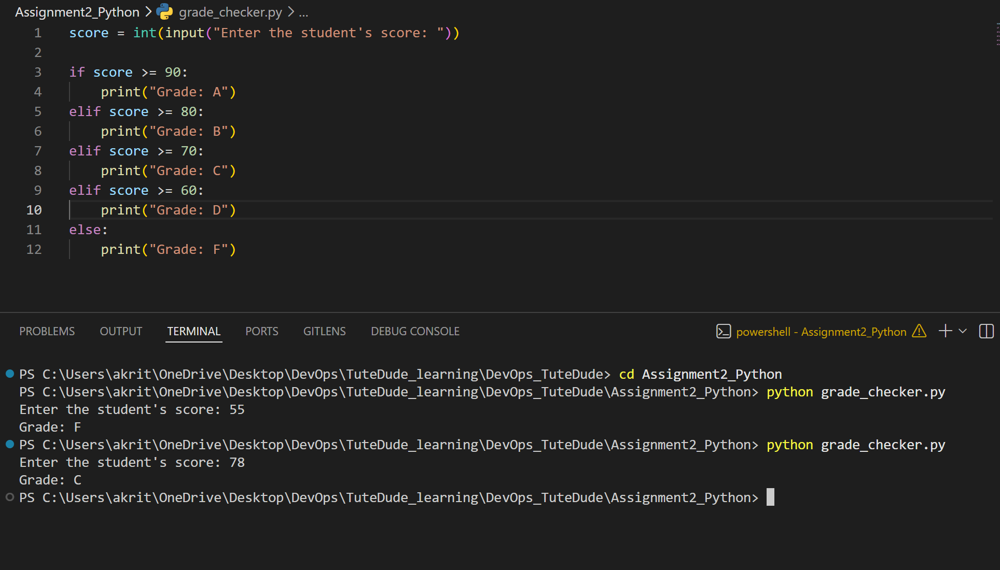 Assignment2_Python > grade_checker.py > ...
1 score = int(input("Enter the student's score: "))
2
3 if score >= 90:
4     print("Grade: A")
5 elif score >= 80:
6     print("Grade: B")
7 elif score >= 70:
8     print("Grade: C")
9 elif score >= 60:
10     print("Grade: D")
11 else:
12     print("Grade: F")
PROBLEMS OUTPUT TERMINAL PORTS GITLENS DEBUG CONSOLE powershell - Assignment2_Python
PS C:\Users\akrit\OneDrive\Desktop\DevOps\TuteDude_learning\DevOps_TuteDude> cd Assignment2_Python
PS C:\Users\akrit\OneDrive\Desktop\DevOps\TuteDude_learning\DevOps_TuteDude\Assignment2_Python> python grade_checker.py
Enter the student's score: 55
Grade: F
PS C:\Users\akrit\OneDrive\Desktop\DevOps\TuteDude_learning\DevOps_TuteDude\Assignment2_Python> python grade_checker.py
Enter the student's score: 78
Grade: C
PS C:\Users\akrit\OneDrive\Desktop\DevOps\TuteDude_learning\DevOps_TuteDude\Assignment2_Python>